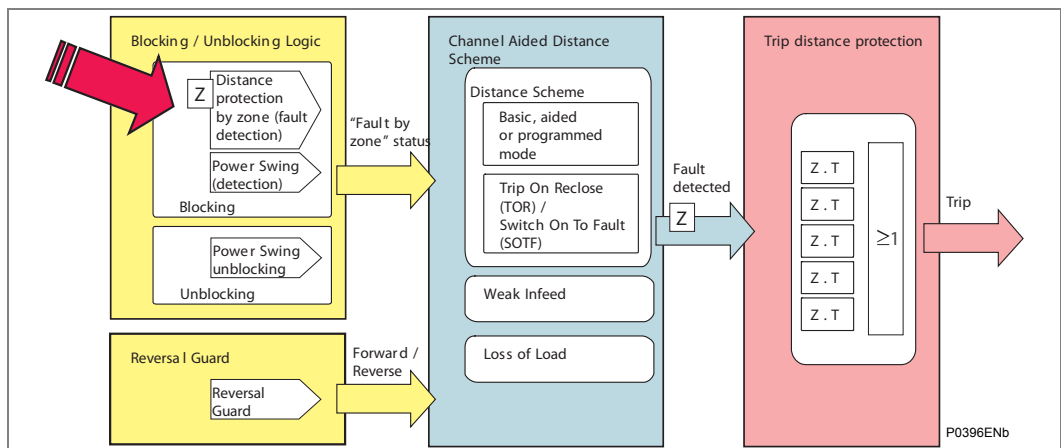 Blocking / Unblocking Logic
Z
Distance
protection
by zone (fault
detection)
Power Swing
(detection)
Blocking
Power Swing
unblocking
Unblocking
"Fault by
zone" status
Reversal Guard
Reversal
Guard
Forward /
Reverse
Channel Aided Distance
Scheme
Distance Scheme
Basic, aided
or programmed
mode
Trip On Reclose
(TOR) /
Switch On To Fault
(SOTF)
Weak Infeed
Loss of Load
Fault
detected
Z
Trip distance protection
Z . T
Z . T
Z . T
Z . T
Z . T
≥1
Trip
P0396ENb